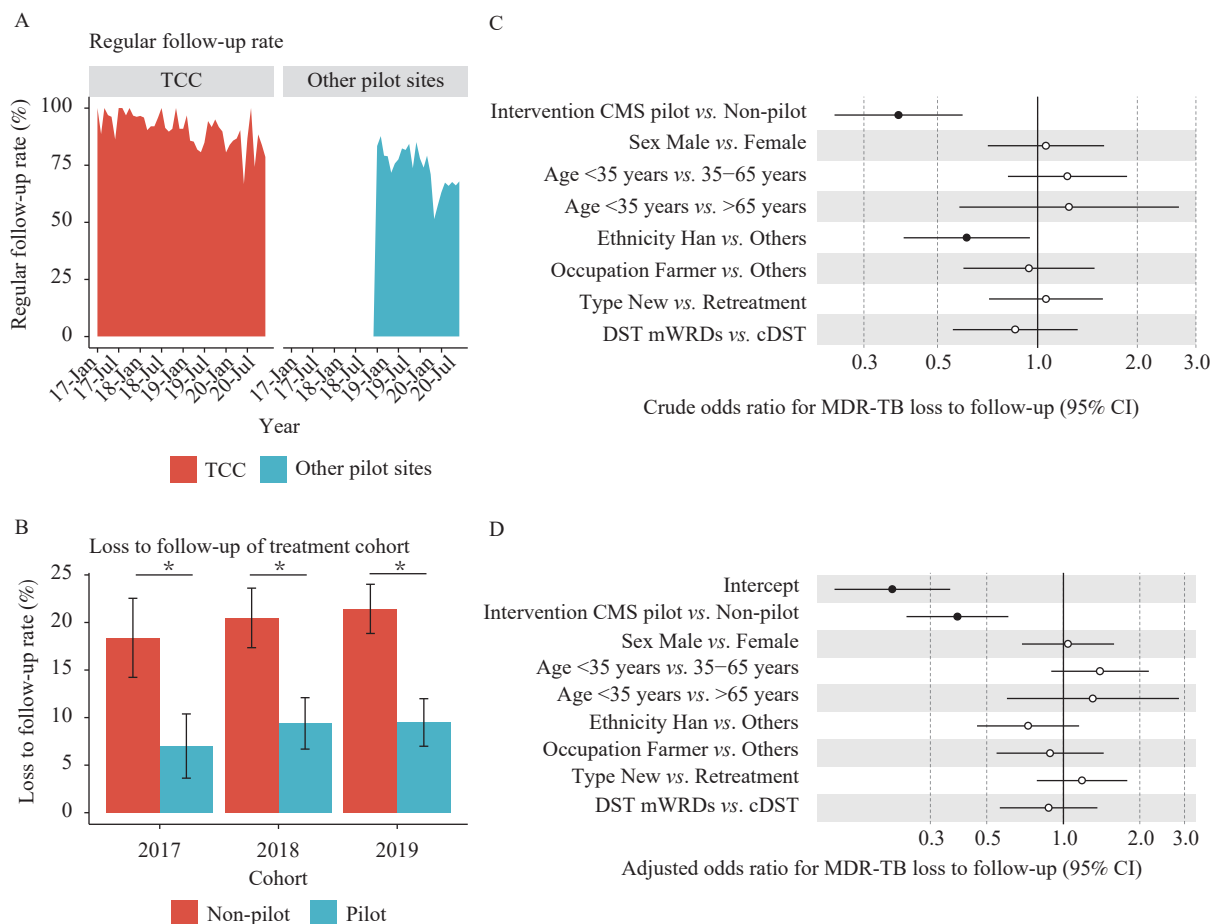 A
Regular follow-up rate
TCC
Other pilot sites
Regular follow-up rate (%)
100
75
50
25
0
17-Jan
17-Jul
18-Jan
18-Jul
19-Jan
19-Jul
20-Jan
20-Jul
17-Jan
17-Jul
18-Jan
18-Jul
19-Jan
19-Jul
20-Jan
20-Jul
Year
TCC
Other pilot sites
B
Loss to follow-up of treatment cohort
Loss to follow-up rate (%)
25
20
15
10
5
0
* * *
2017 2018 2019
Cohort
Non-pilot
Pilot
C
Intervention CMS pilot vs. Non-pilot
Sex Male vs. Female
Age <35 years vs. 35−65 years
Age <35 years vs. >65 years
Ethnicity Han vs. Others
Occupation Farmer vs. Others
Type New vs. Retreatment
DST mWRDs vs. cDST
0.3 0.5 1.0 2.0 3.0
Crude odds ratio for MDR-TB loss to follow-up (95% CI)
D
Intercept
Intervention CMS pilot vs. Non-pilot
Sex Male vs. Female
Age <35 years vs. 35−65 years
Age <35 years vs. >65 years
Ethnicity Han vs. Others
Occupation Farmer vs. Others
Type New vs. Retreatment
DST mWRDs vs. cDST
0.3 0.5 1.0 2.0 3.0
Adjusted odds ratio for MDR-TB loss to follow-up (95% CI)